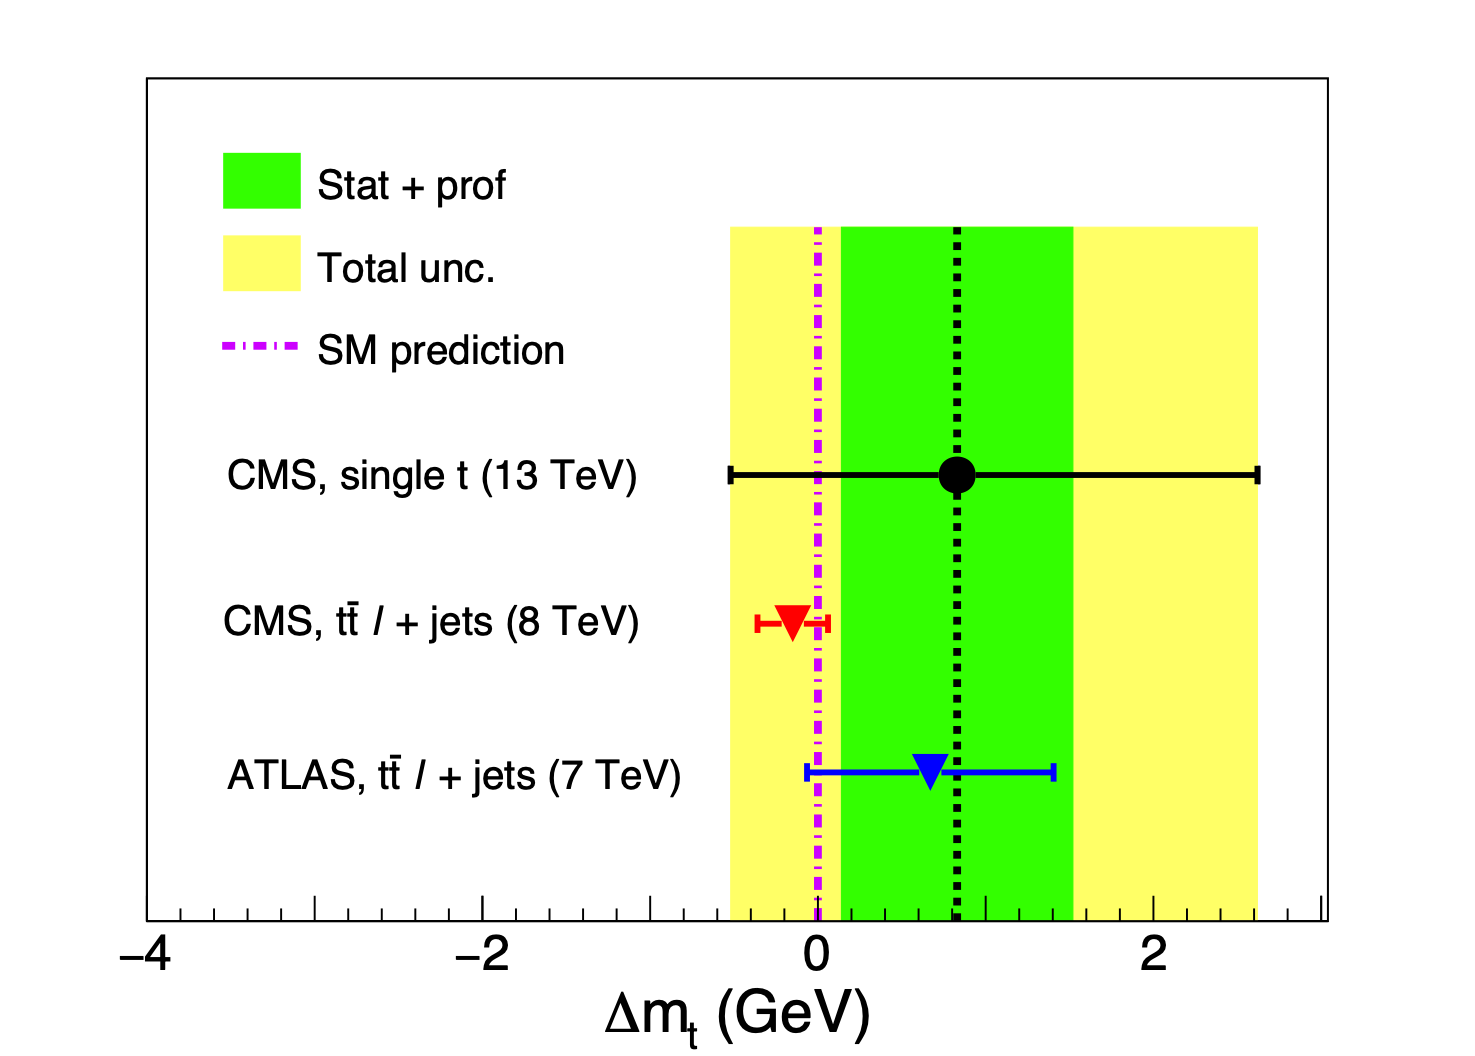 Stat + prof
Total unc.
SM prediction
CMS, single t (13 TeV)
CMS, tt̄ l + jets (8 TeV)
ATLAS, tt̄ l + jets (7 TeV)
−4 −2 0 2
Δmt (GeV)